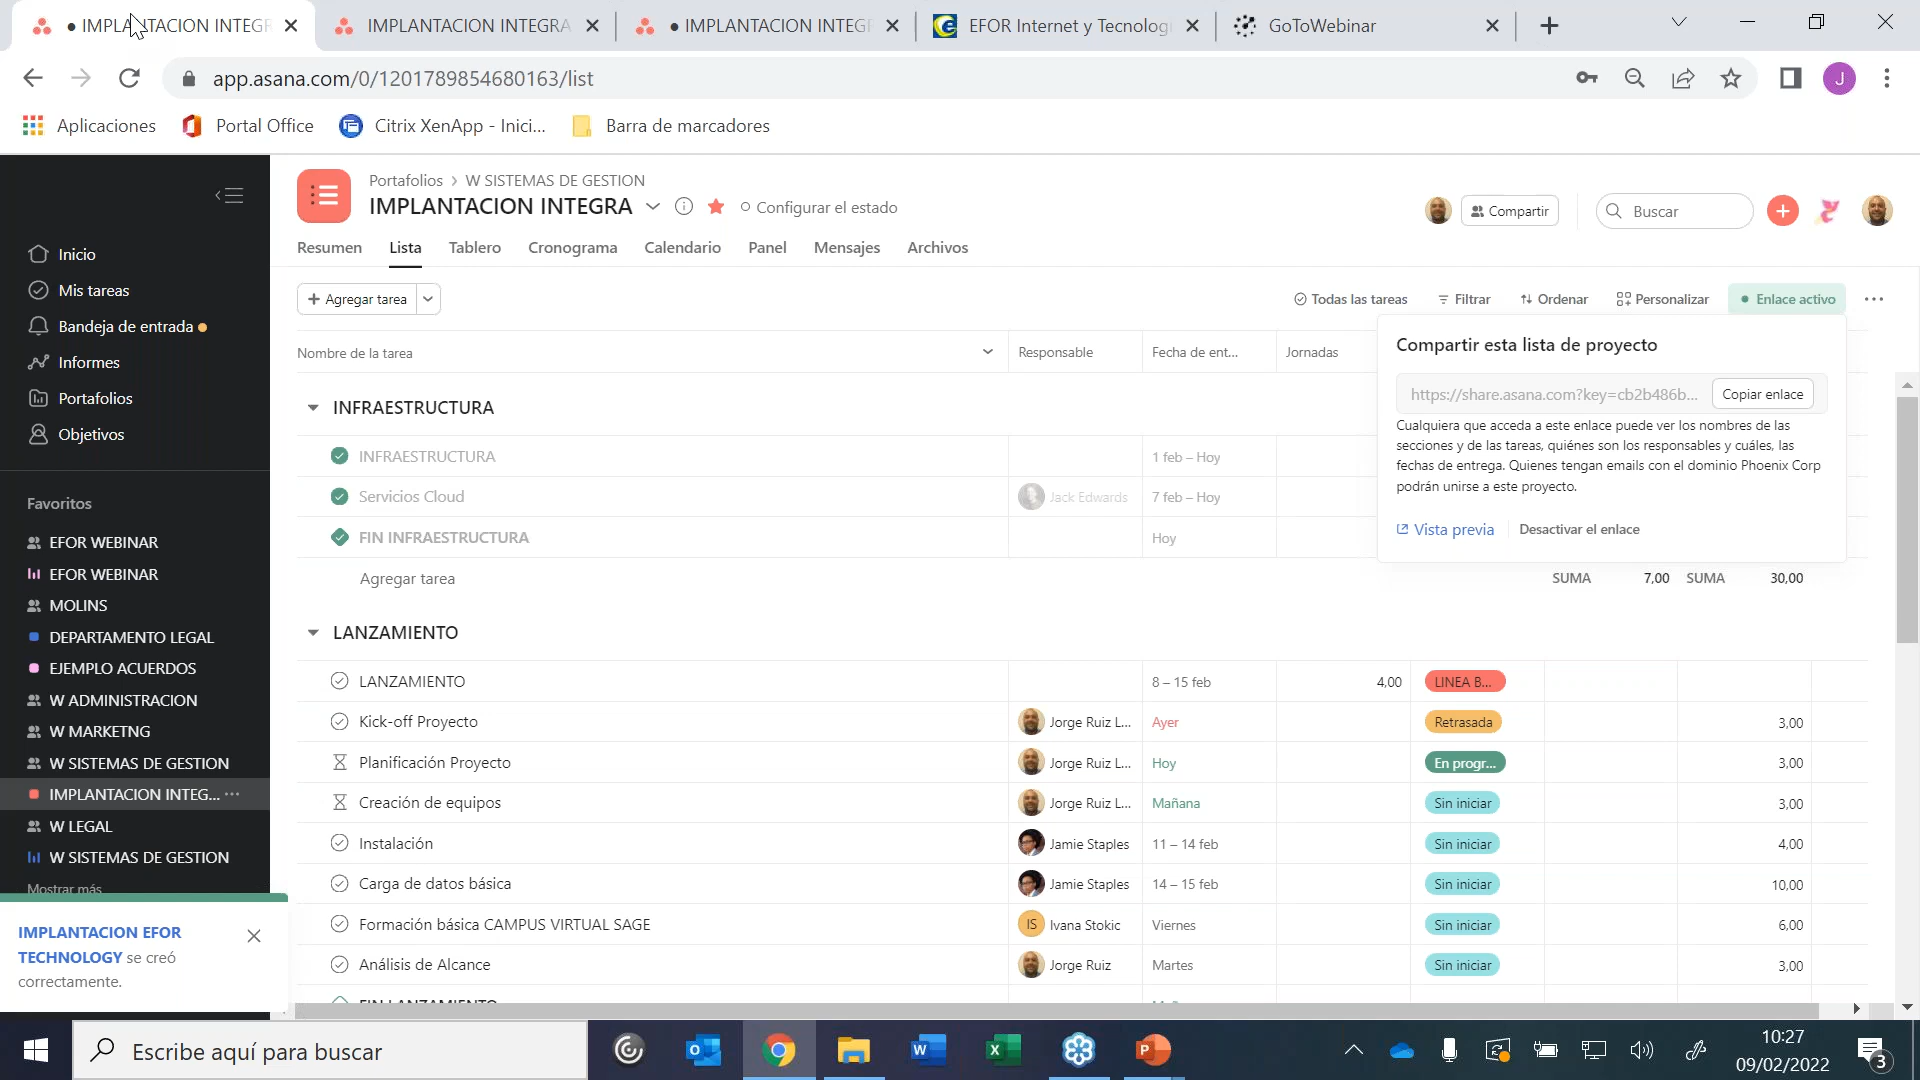 • IMPLANTACION INTEGR
IMPLANTACION INTEGRA
• IMPLANTACION INTEGR
EFOR Internet y Tecnolog
GoToWebinar
app.asana.com/0/1201789854680163/list
J
Aplicaciones
Portal Office
Citrix XenApp - Inici...
Barra de marcadores
Portafolios > W SISTEMAS DE GESTION
IMPLANTACION INTEGRA
Configurar el estado
Compartir
Buscar
Resumen Lista Tablero Cronograma Calendario Panel Mensajes Archivos
+ Agregar tarea
Todas las tareas Filtrar Ordenar Personalizar • Enlace activo
Inicio
Mis tareas
Bandeja de entrada
Informes
Portafolios
Objetivos
Favoritos
EFOR WEBINAR
EFOR WEBINAR
MOLINS
DEPARTAMENTO LEGAL
EJEMPLO ACUERDOS
W ADMINISTRACION
W MARKETNG
W SISTEMAS DE GESTION
IMPLANTACION INTEG... ...
W LEGAL
W SISTEMAS DE GESTION
Mostrar más
IMPLANTACION EFOR
TECHNOLOGY se creó
correctamente.
Nombre de la tarea Responsable Fecha de ent... Jornadas
INFRAESTRUCTURA
INFRAESTRUCTURA 1 feb – Hoy
Servicios Cloud Jack Edwards 7 feb – Hoy
FIN INFRAESTRUCTURA Hoy
Agregar tarea SUMA 7,00 SUMA 30,00
Compartir esta lista de proyecto
https://share.asana.com?key=cb2b486b... Copiar enlace
Cualquiera que acceda a este enlace puede ver los nombres de las
secciones y de las tareas, quiénes son los responsables y cuáles, las
fechas de entrega. Quienes tengan emails con el dominio Phoenix Corp
podrán unirse a este proyecto.
Vista previa Desactivar el enlace
LANZAMIENTO
LANZAMIENTO 8 – 15 feb 4,00 LINEA B...
Kick-off Proyecto Jorge Ruiz L... Ayer Retrasada 3,00
Planificación Proyecto Jorge Ruiz L... Hoy En progr... 3,00
Creación de equipos Jorge Ruiz L... Mañana Sin iniciar 3,00
Instalación Jamie Staples 11 – 14 feb Sin iniciar 4,00
Carga de datos básica Jamie Staples 14 – 15 feb Sin iniciar 10,00
Formación básica CAMPUS VIRTUAL SAGE IS Ivana Stokic Viernes Sin iniciar 6,00
Análisis de Alcance Jorge Ruiz Martes Sin iniciar 3,00
FIN LANZAMIENTO
Escribe aquí para buscar
10:27
09/02/2022
3